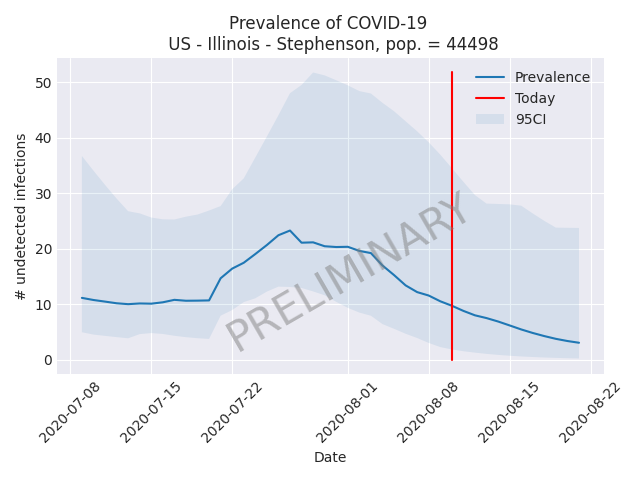 Prevalence of COVID-19
US - Illinois - Stephenson, pop. = 44498
Prevalence
Today
95CI
PRELIMINARY
# undetected infections
50
40
30
20
10
0
2020-07-08
2020-07-15
2020-07-22
2020-08-01
2020-08-08
2020-08-15
2020-08-22
Date